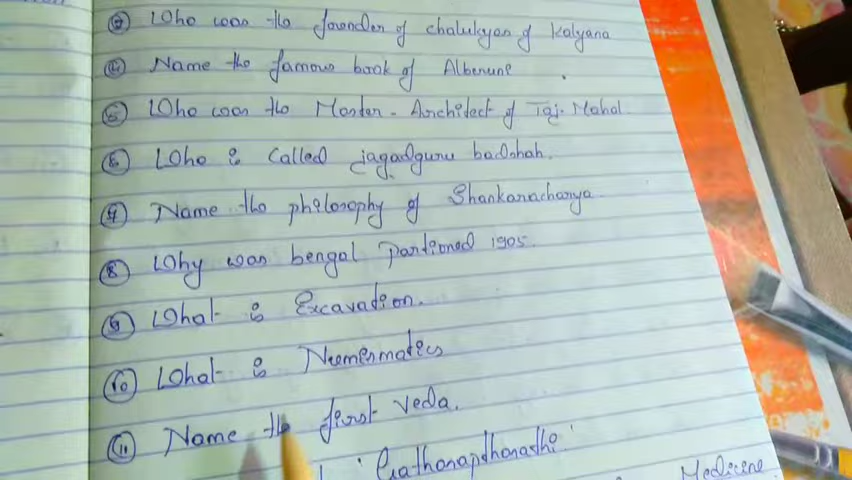 ③ Who was the founder of chalukyas of Kalyana
④ Name the famous book of Alberuni
⑤ Who was the Master - Architect of Taj-Mahal
⑥ Who is called jagadguru badshah.
⑦ Name the philosophy of Shankaracharya
⑧ Why was bengal partioned 1905.
⑨ What is Excavation.
⑩ What is Numismatics
⑪ Name the first veda.
Medicine